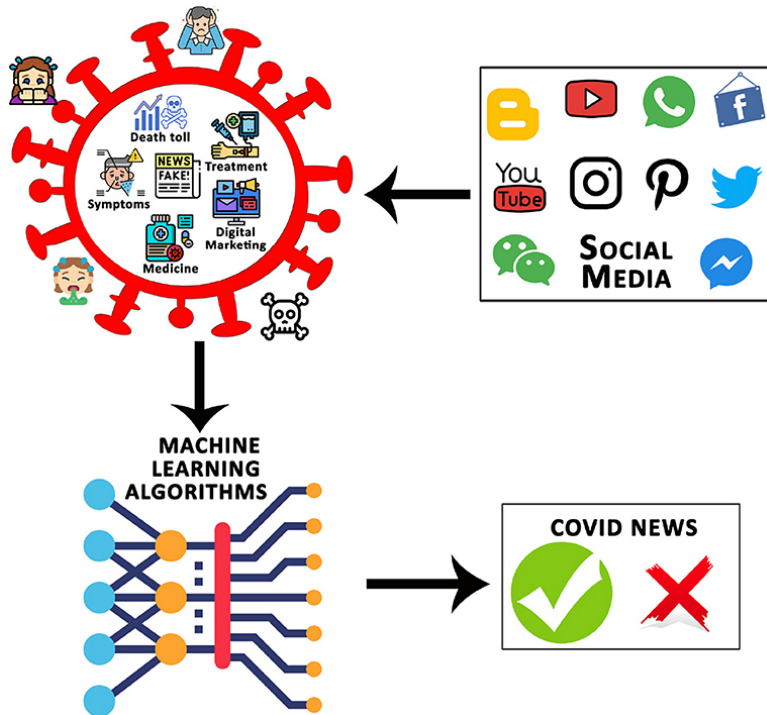 Death toll
Treatment
NEWS
FAKE!
Symptoms
Digital
Marketing
Medicine
B
f
You
Tube
SOCIAL
MEDIA
MACHINE
LEARNING
ALGORITHMS
COVID NEWS